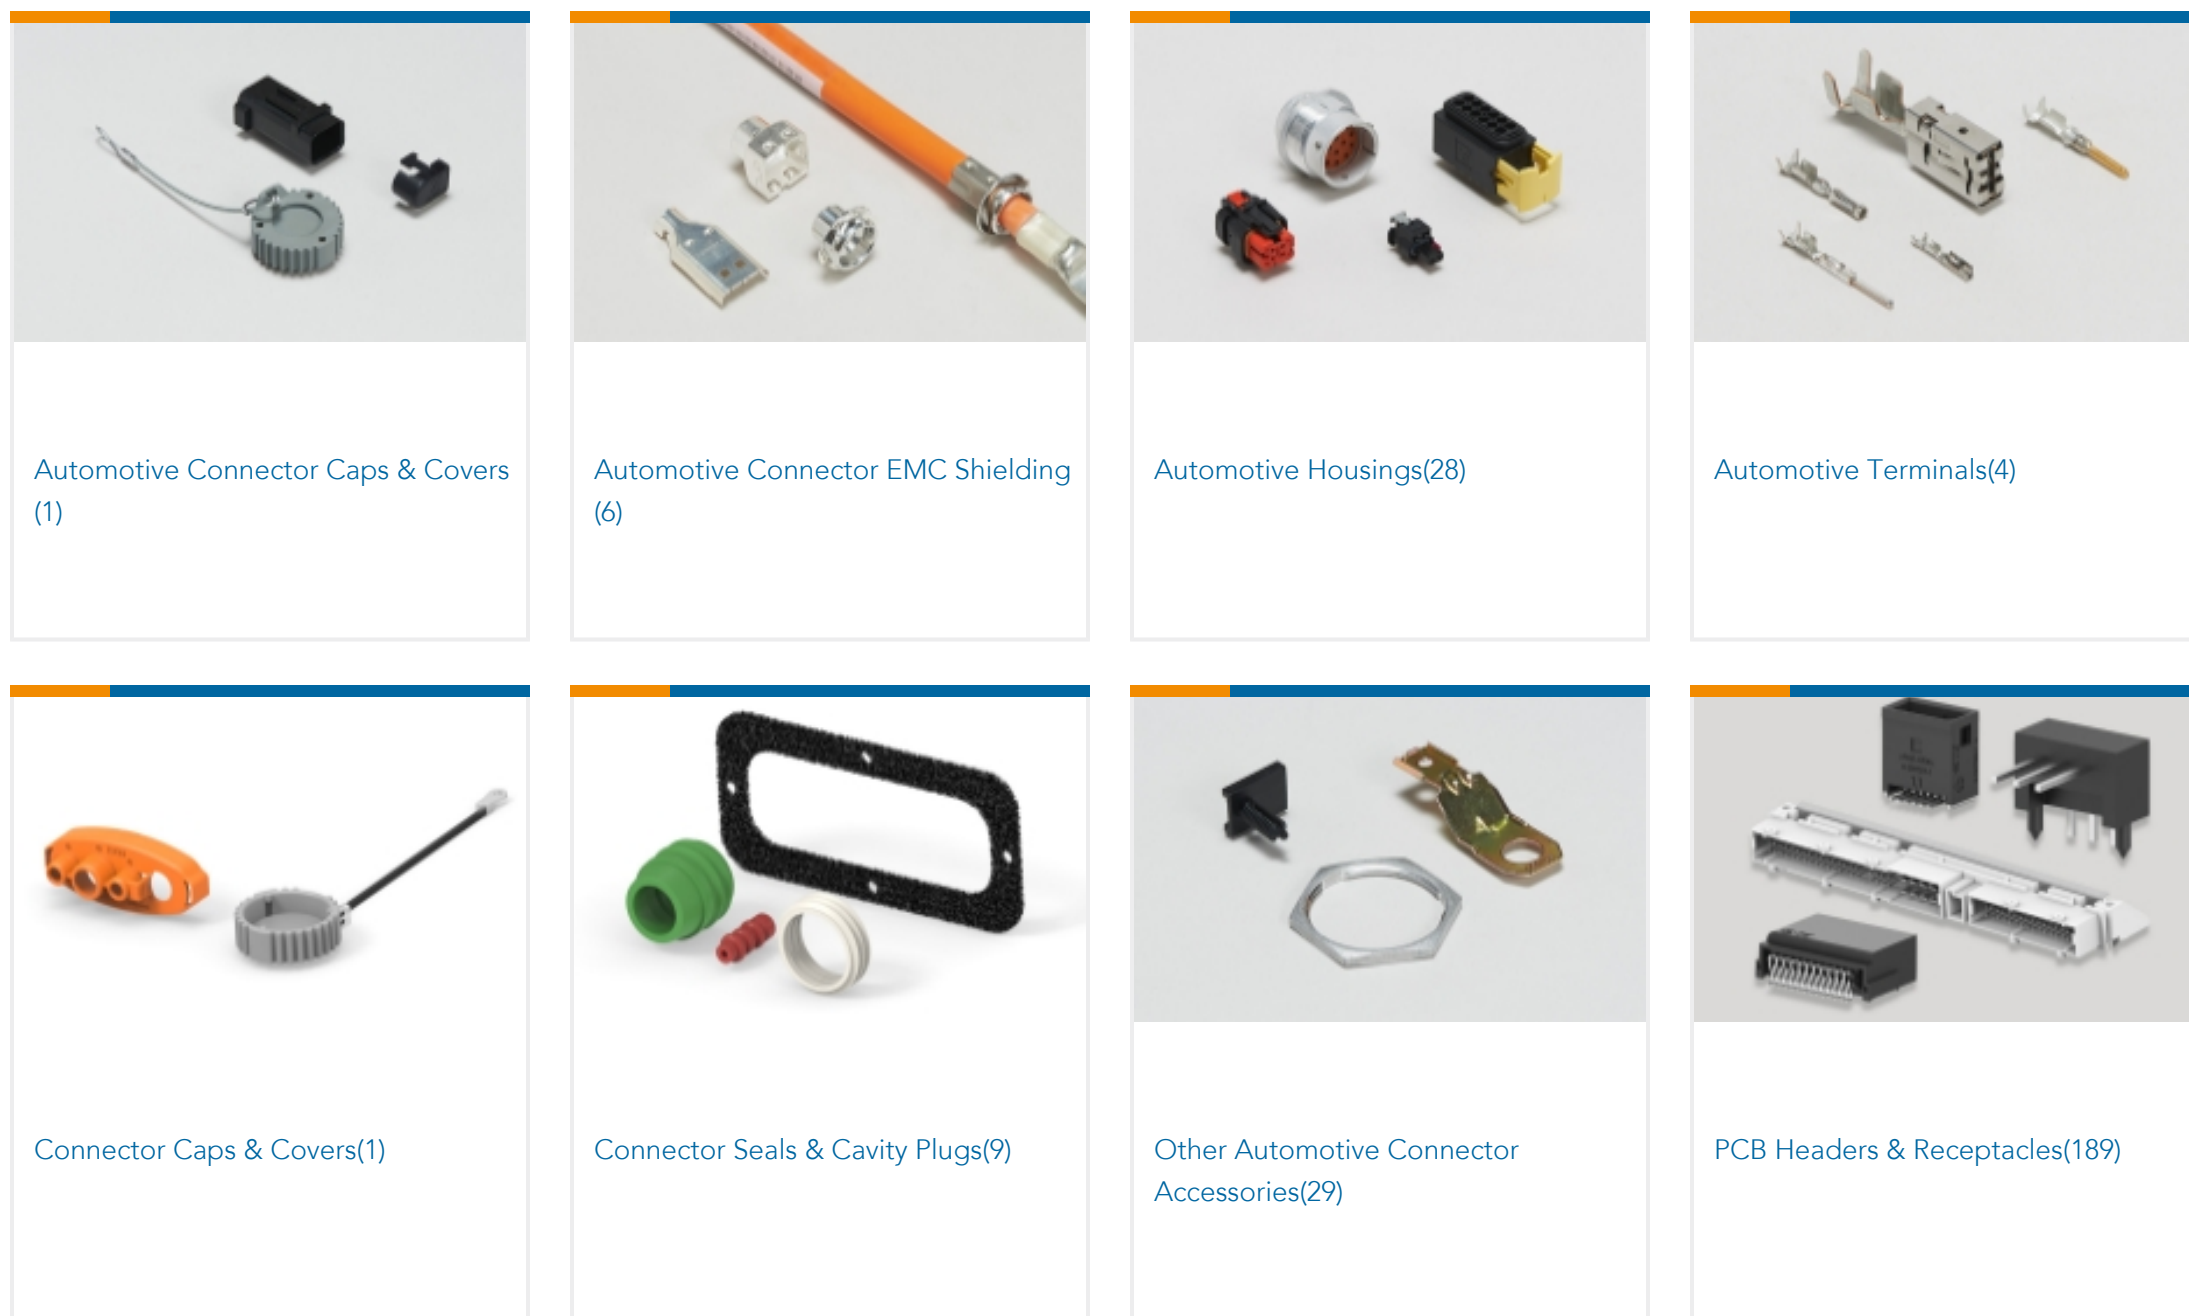 Automotive Connector Caps & Covers
(1)
Automotive Connector EMC Shielding
(6)
Automotive Housings(28)
Automotive Terminals(4)
Connector Caps & Covers(1)
Connector Seals & Cavity Plugs(9)
Other Automotive Connector
Accessories(29)
PCB Headers & Receptacles(189)